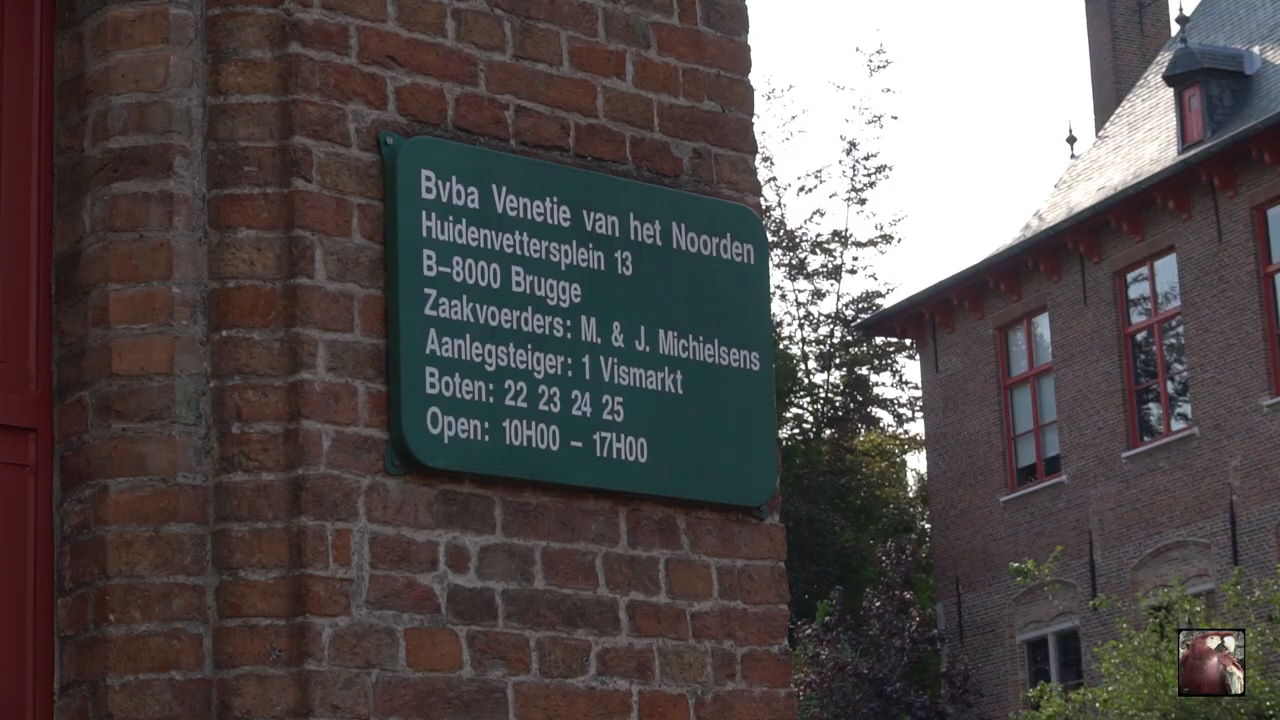 Bvba Venetie van het Noorden
Huidenvettersplein 13
B-8000 Brugge
Zaakvoerders: M. & J. Michielsens
Aanlegsteiger: 1 Vismarkt
Boten: 22 23 24 25
Open: 10H00 - 17H00